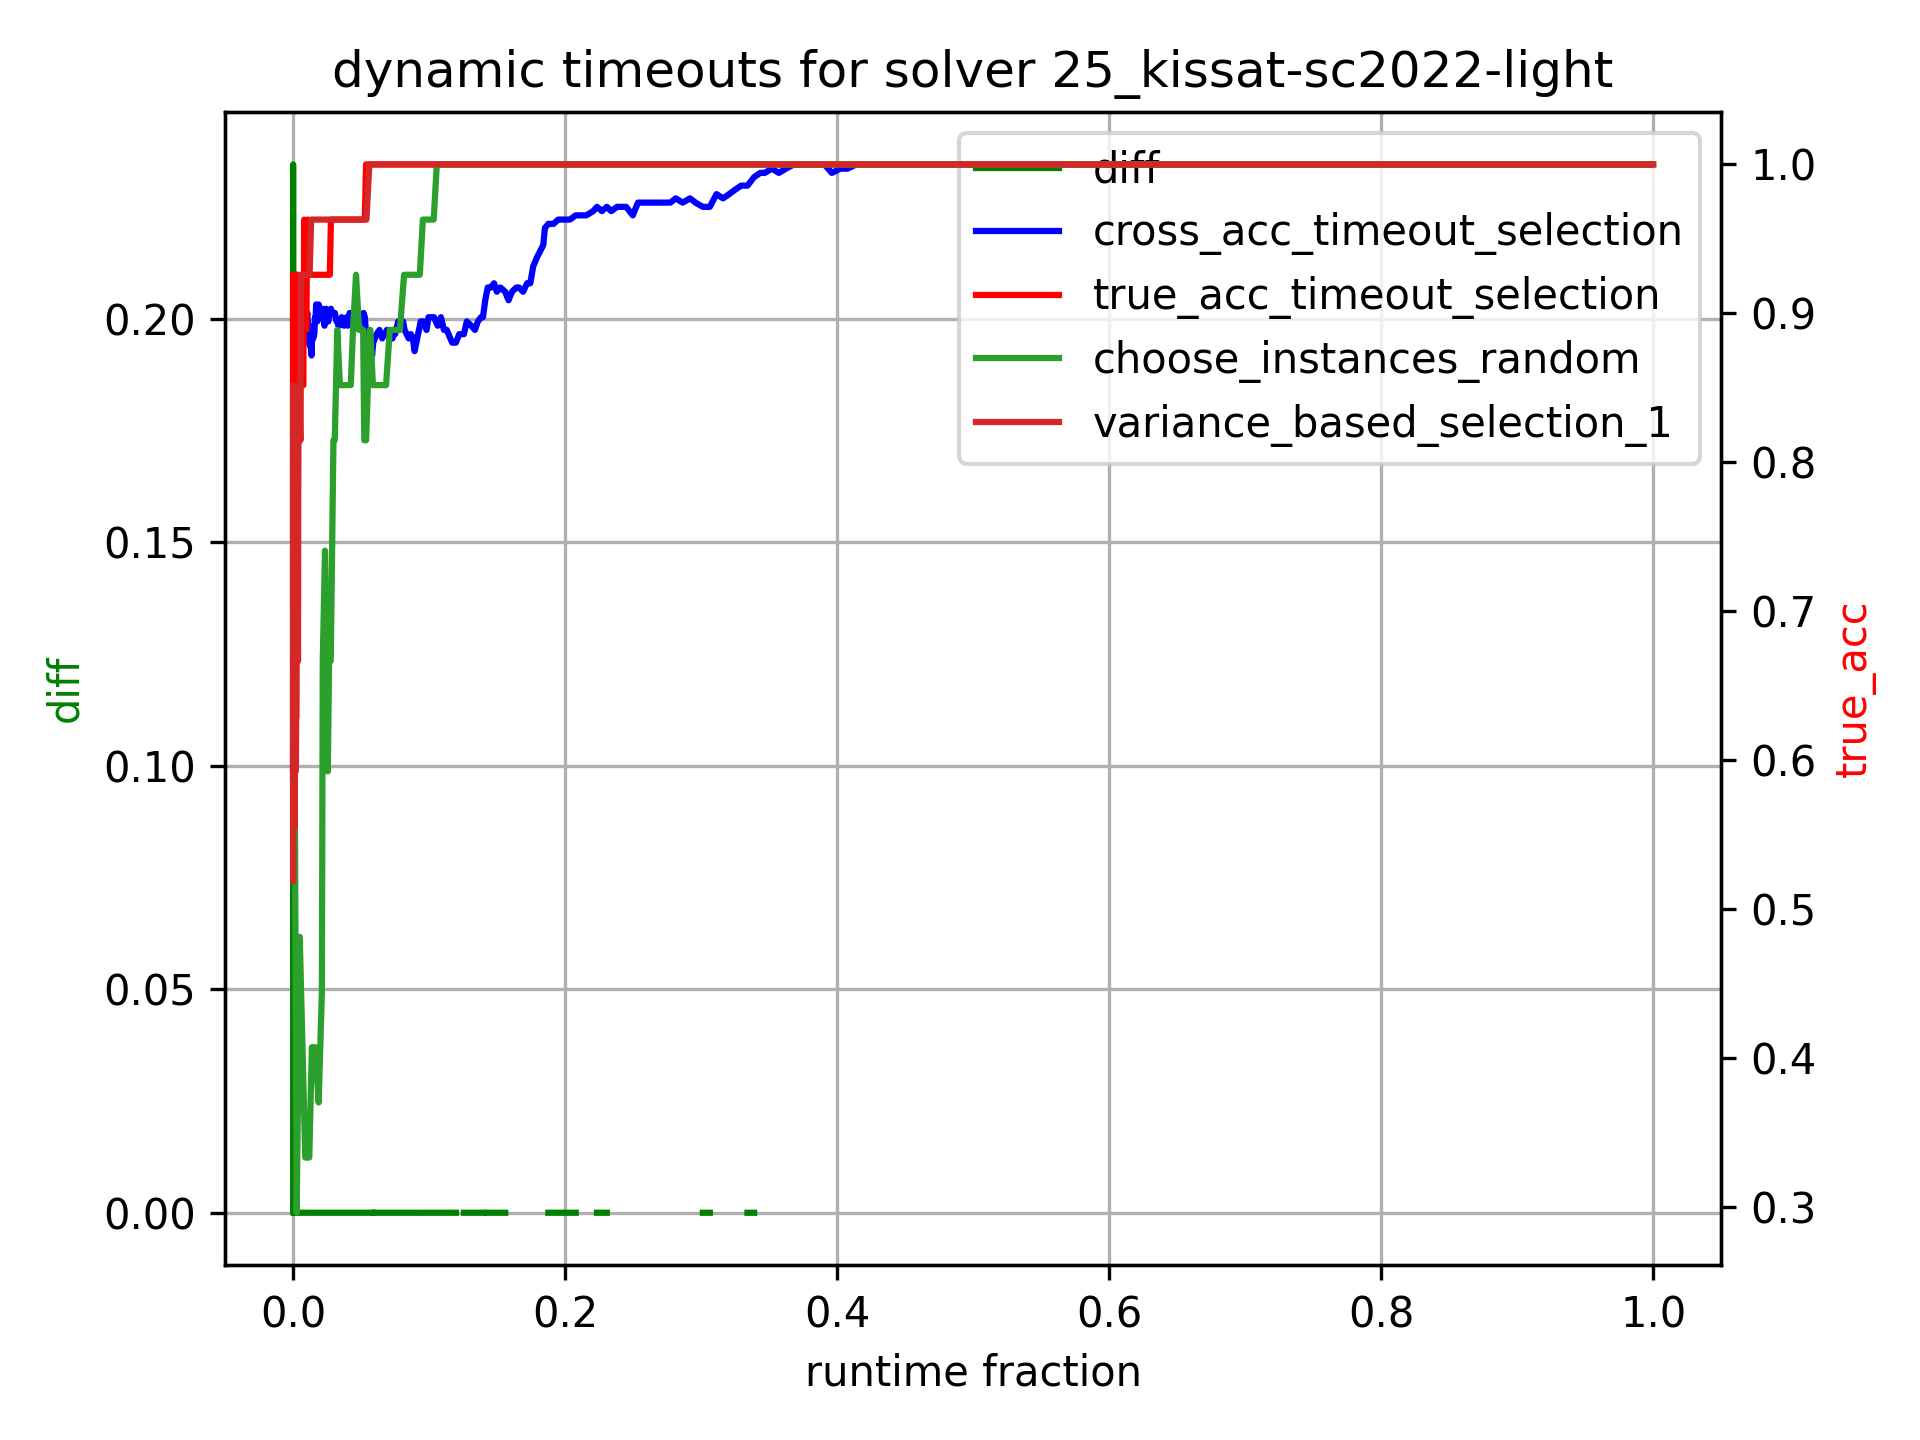 dynamic timeouts for solver 25_kissat-sc2022-light
diff
cross_acc_timeout_selection
true_acc_timeout_selection
choose_instances_random
variance_based_selection_1
0.20
0.15
0.10
0.05
0.00
diff
1.0
0.9
0.8
0.7
0.6
0.5
0.4
0.3
true_acc
0.0 0.2 0.4 0.6 0.8 1.0
runtime fraction